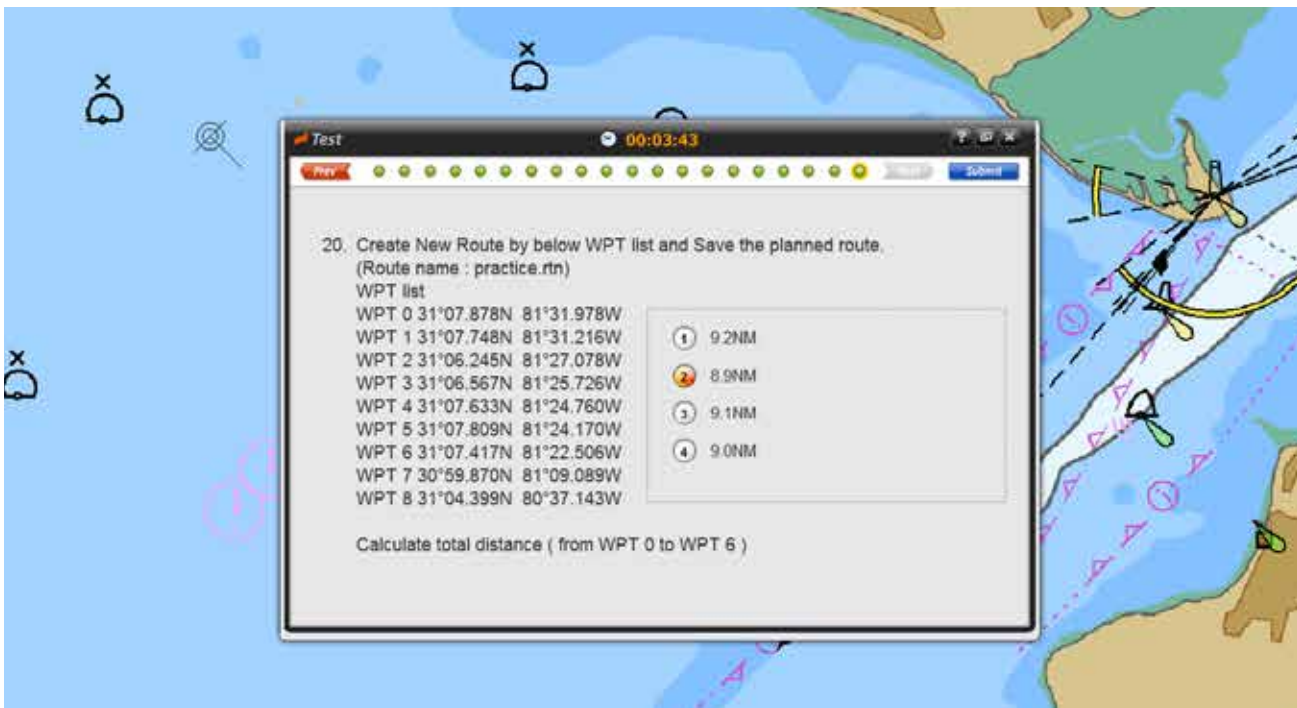 Test
00:03:43
Prev
Submit
20. Create New Route by below WPT list and Save the planned route.
(Route name : practice.rtn)
WPT list
WPT 0 31°07.878N 81°31.978W
WPT 1 31°07.748N 81°31.216W
WPT 2 31°06.245N 81°27.078W
WPT 3 31°06.567N 81°25.726W
WPT 4 31°07.633N 81°24.760W
WPT 5 31°07.809N 81°24.170W
WPT 6 31°07.417N 81°22.506W
WPT 7 30°59.870N 81°09.089W
WPT 8 31°04.399N 80°37.143W
1 9.2NM
2 8.9NM
3 9.1NM
4 9.0NM
Calculate total distance ( from WPT 0 to WPT 6 )